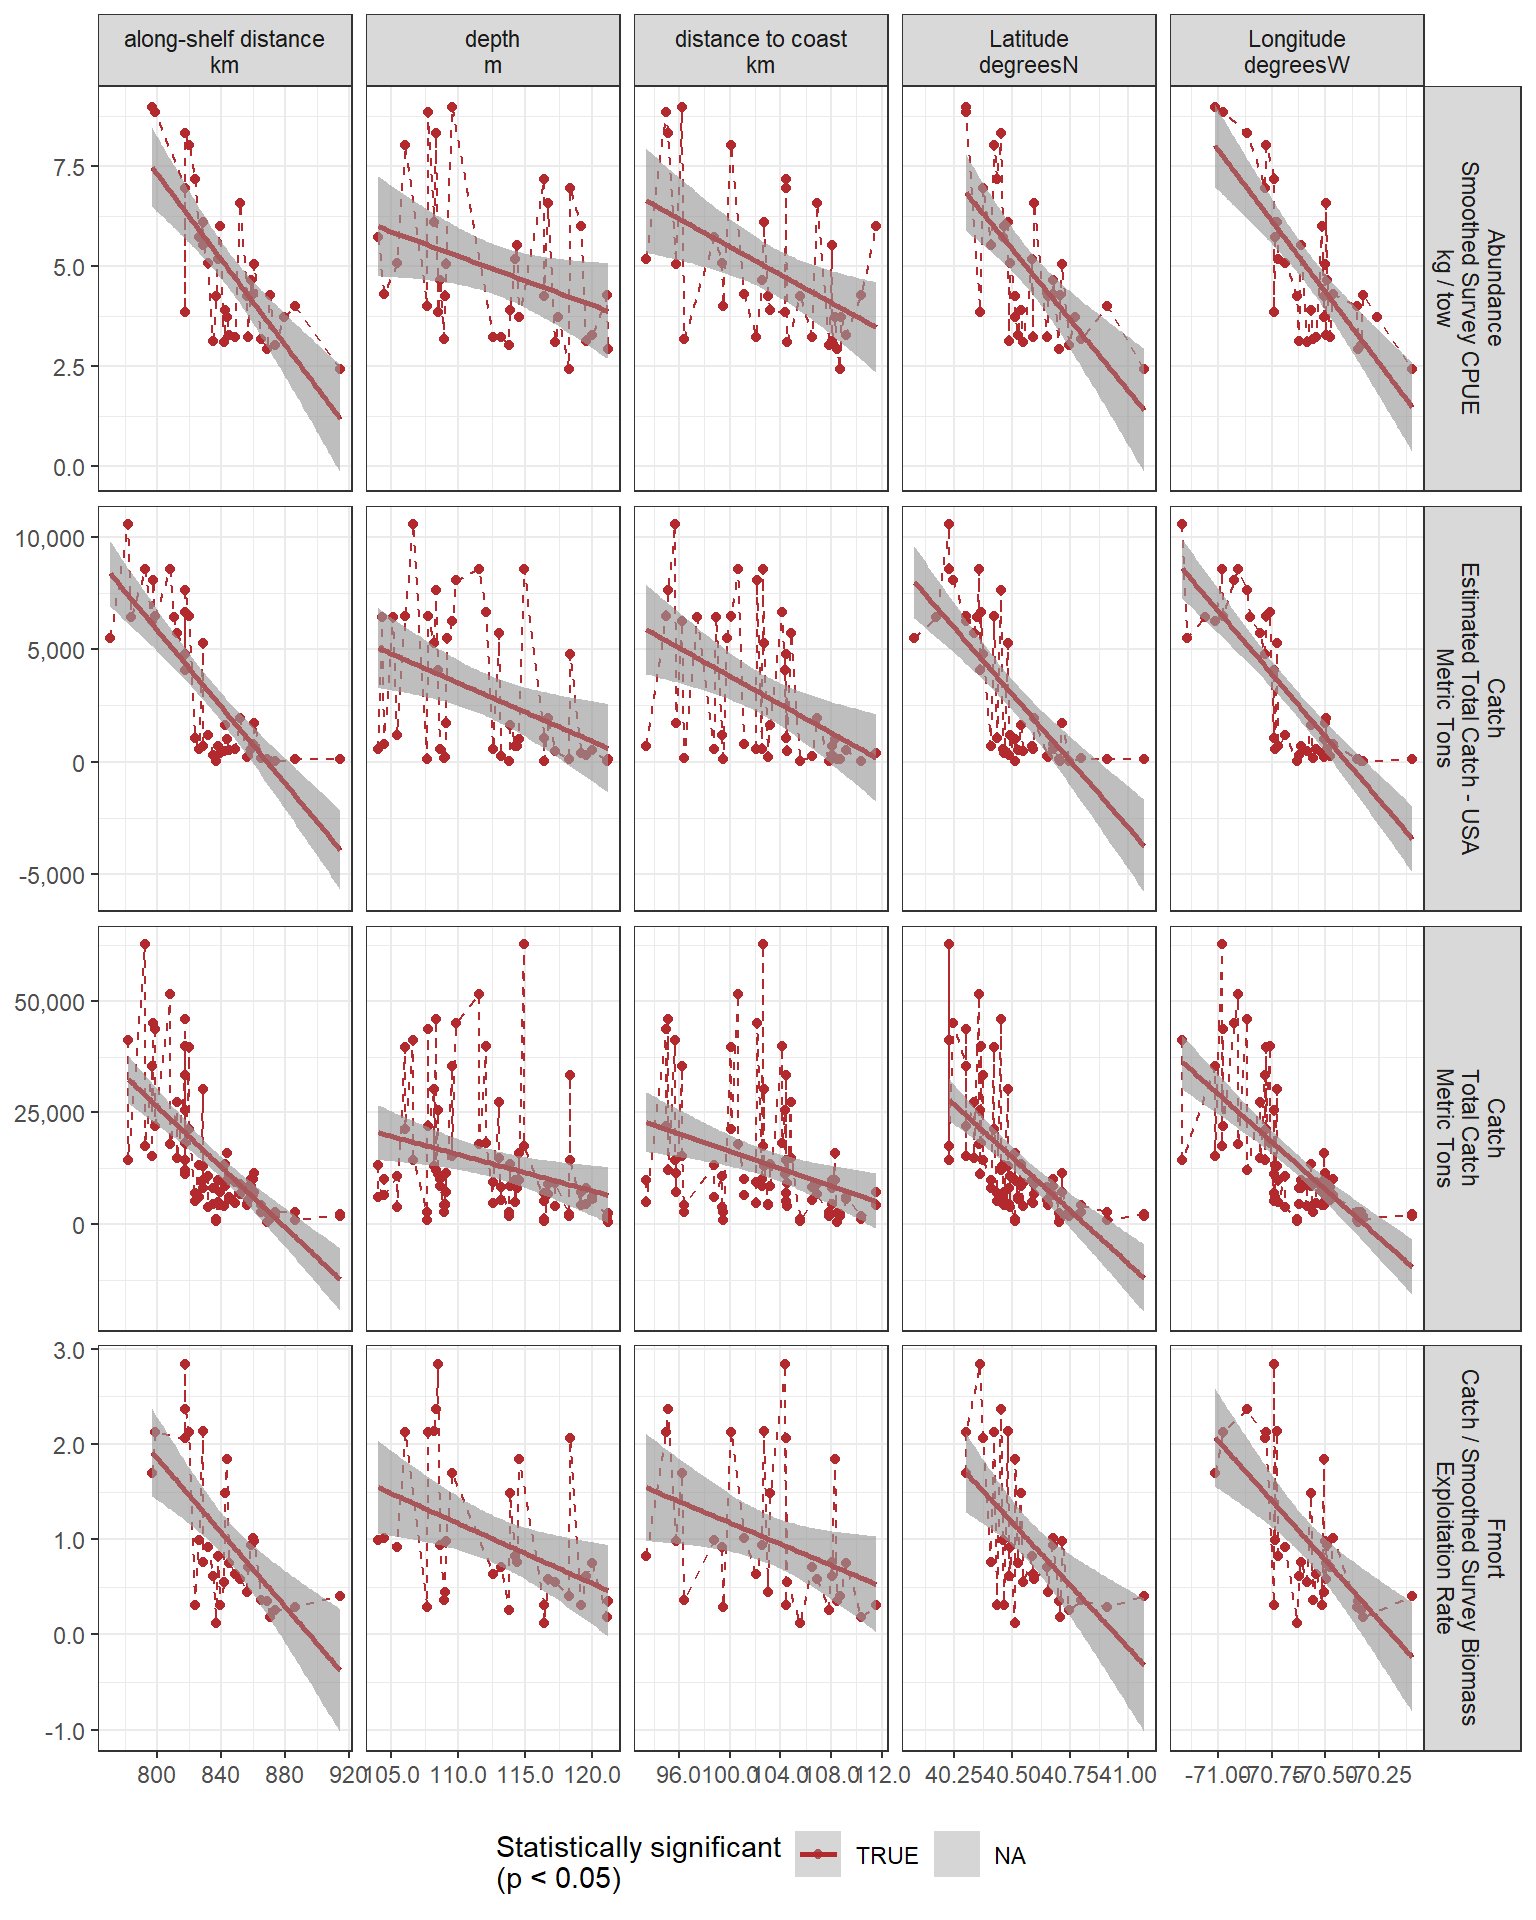 along-shelf distance
km
depth
m
distance to coast
km
Latitude
degreesN
Longitude
degreesW
7.5
5.0
2.5
0.0
Abundance
Smoothed Survey CPUE
kg / tow
10,000
5,000
0
-5,000
Catch
Estimated Total Catch - USA
Metric Tons
50,000
25,000
0
Catch
Total Catch
Metric Tons
3.0
2.0
1.0
0.0
-1.0
Fmort
Catch / Smoothed Survey Biomass
Exploitation Rate
800 840 880 920
105.0 110.0 115.0 120.0
96.0 100.0 104.0 108.0 112.0
40.25 40.50 40.75 41.00
-71.00 -70.75 -70.50 -70.25
Statistically significant
(p < 0.05)
TRUE
NA